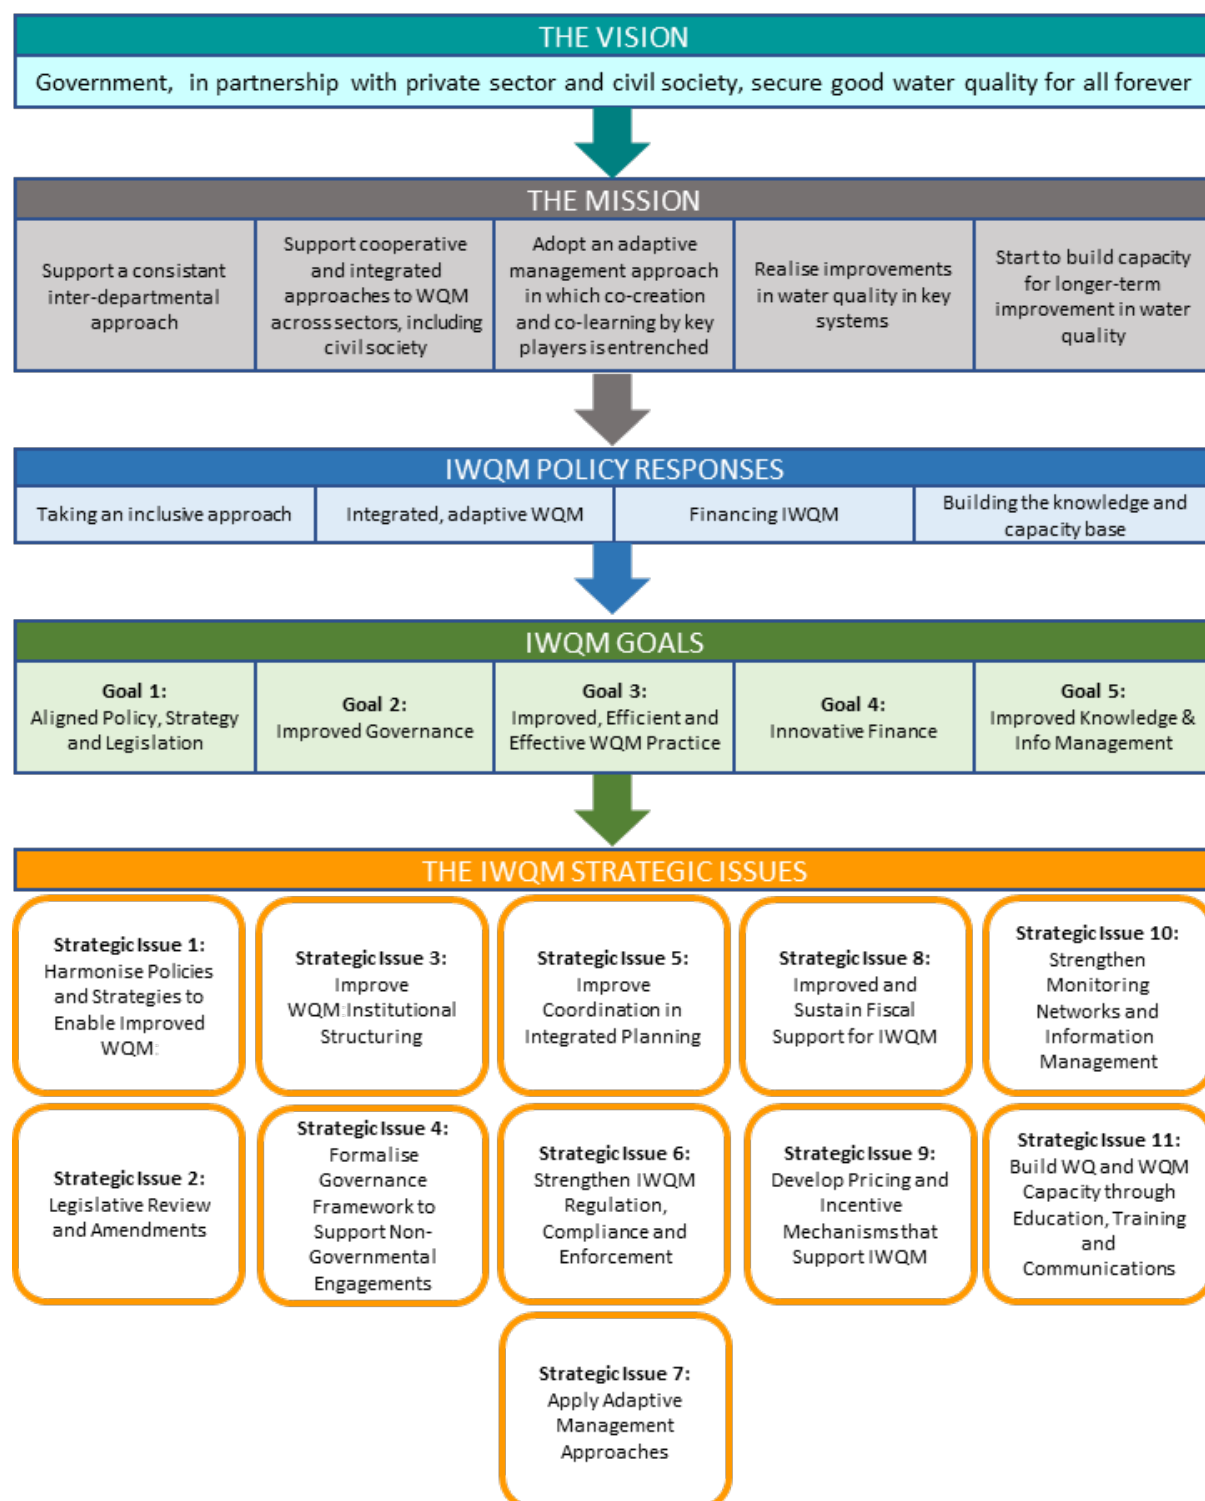 THE VISION
Government, in partnership with private sector and civil society, secure good water quality for all forever
THE MISSION
Support a consistant
inter-departmental
approach
Support cooperative
and integrated
approaches to WQM
across sectors, including
civil society
Adopt an adaptive
management approach
in which co-creation
and co-learning by key
players is entrenched
Realise improvements
in water quality in key
systems
Start to build capacity
for longer-term
improvement in water
quality
IWQM POLICY RESPONSES
Taking an inclusive approach
Integrated, adaptive WQM
Financing IWQM
Building the knowledge and
capacity base
IWQM GOALS
Goal 1:
Aligned Policy, Strategy
and Legislation
Goal 2:
Improved Governance
Goal 3:
Improved, Efficient and
Effective WQM Practice
Goal 4:
Innovative Finance
Goal 5:
Improved Knowledge &
Info Management
THE IWQM STRATEGIC ISSUES
Strategic Issue 1:
Harmonise Policies
and Strategies to
Enable Improved
WQM:
Strategic Issue 3:
Improve
WQM:Institutional
Structuring
Strategic Issue 5:
Improve
Coordination in
Integrated Planning
Strategic Issue 8:
Improved and
Sustain Fiscal
Support for IWQM
Strategic Issue 10:
Strengthen
Monitoring
Networks and
Information
Management
Strategic Issue 2:
Legislative Review
and Amendments
Strategic Issue 4:
Formalise
Governance
Framework to
Support Non-
Governmental
Engagements
Strategic Issue 6:
Strengthen IWQM
Regulation,
Compliance and
Enforcement
Strategic Issue 9:
Develop Pricing and
Incentive
Mechanisms that
Support IWQM
Strategic Issue 11:
Build WQ and WQM
Capacity through
Education, Training
and
Communications
Strategic Issue 7:
Apply Adaptive
Management
Approaches